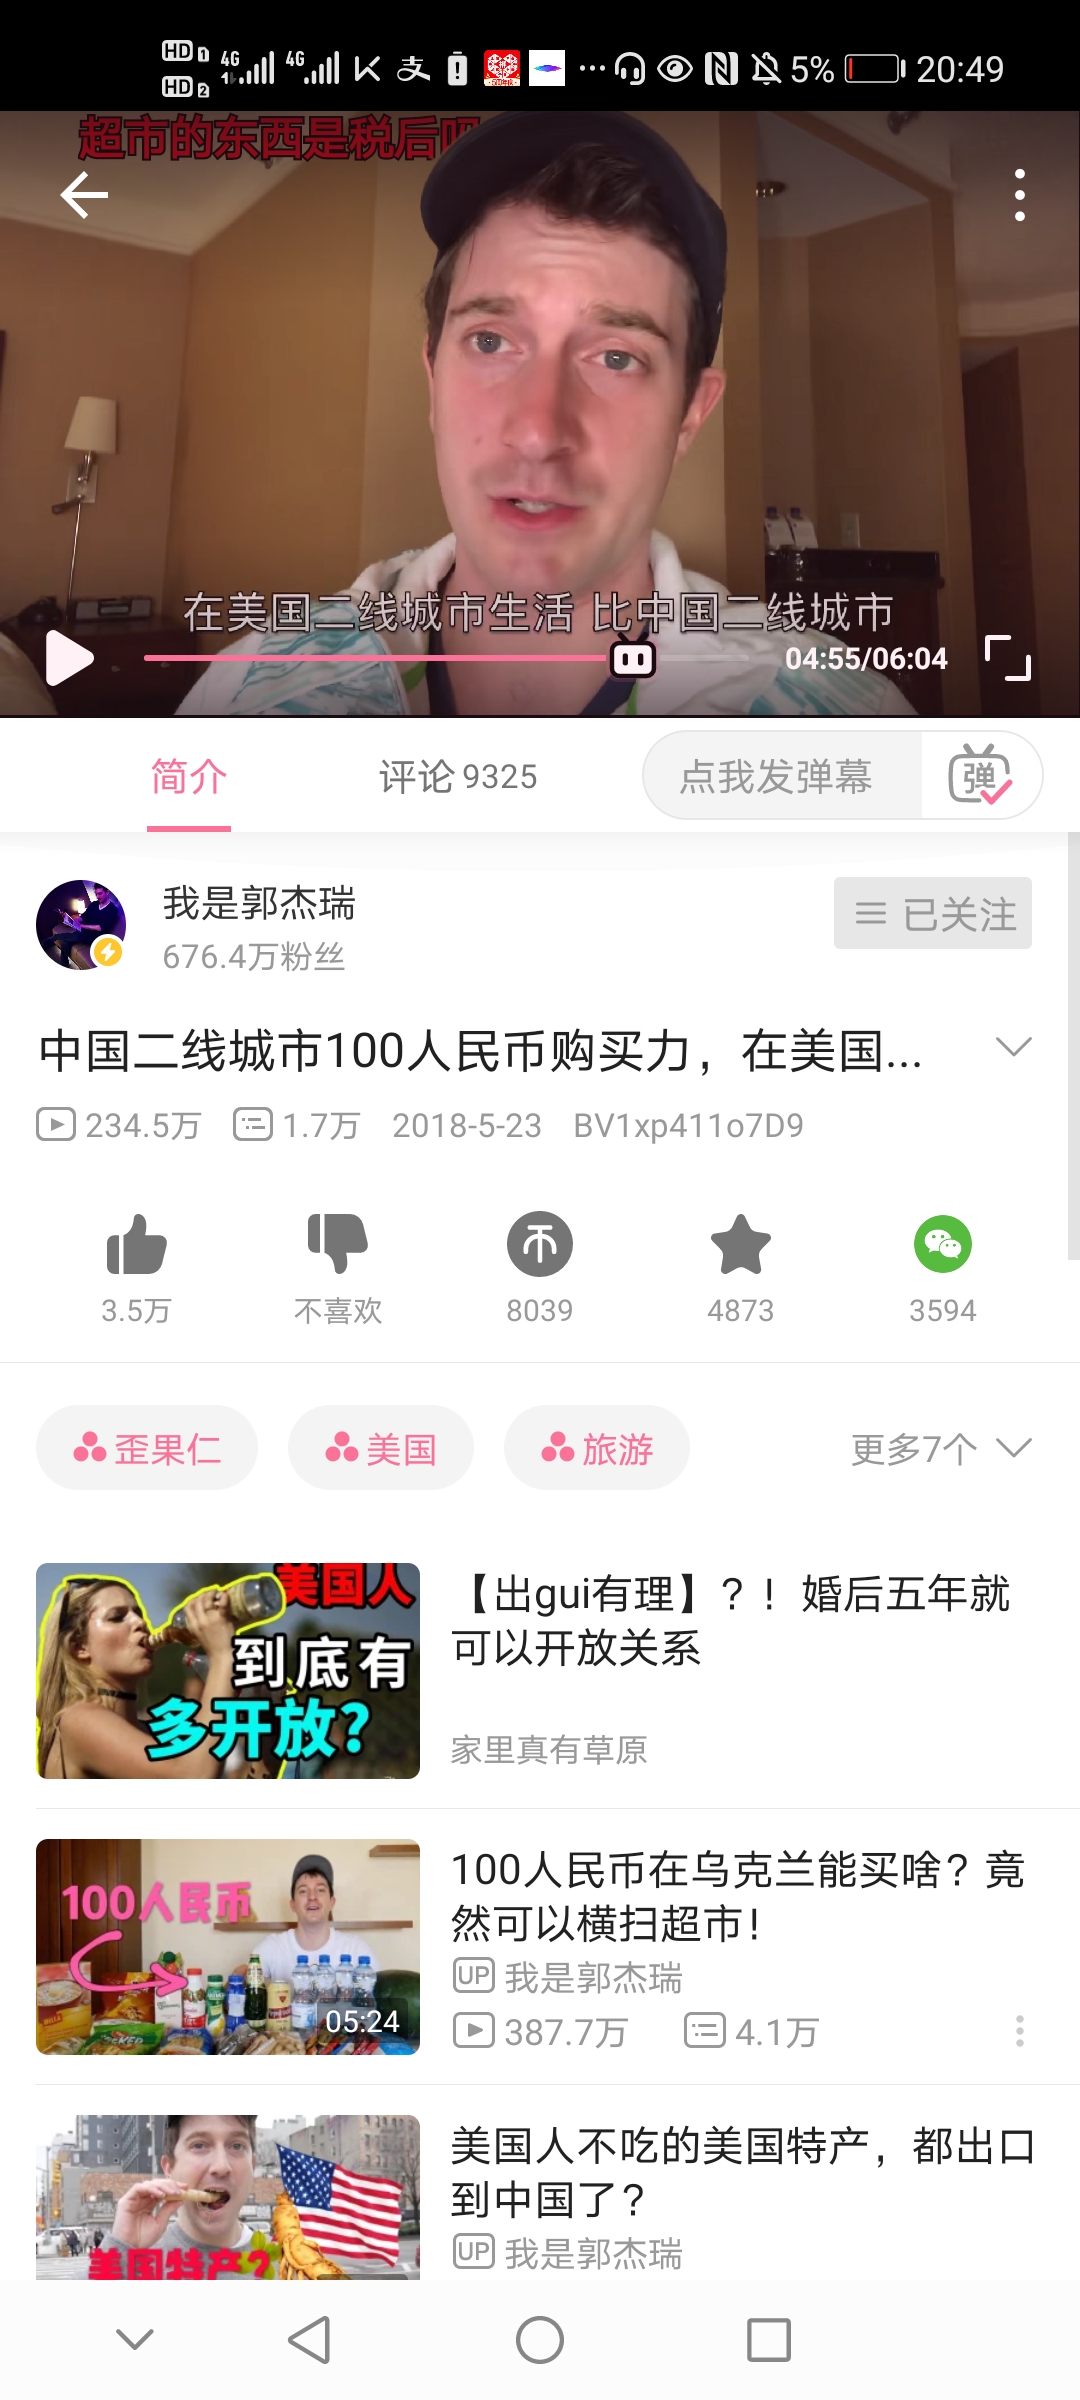 HD 1 4G 4G 支 5% 20:49
HD 2
超市的东西是税后吗
在美国二线城市生活 比中国二线城市
04:55/06:04
简介 评论 9325 点我发弹幕 弹
我是郭杰瑞
676.4万粉丝
已关注
中国二线城市100人民币购买力，在美国...
234.5万 1.7万 2018-5-23 BV1xp411o7D9
3.5万 不喜欢 8039 4873 3594
歪果仁 美国 旅游 更多7个
美国人
到底有
多开放?
【出gui有理】？！婚后五年就
可以开放关系
家里真有草原
100人民币
05:24
100人民币在乌克兰能买啥？竟
然可以横扫超市！
UP 我是郭杰瑞
387.7万 4.1万
美国特产?
美国人不吃的美国特产，都出口
到中国了？
UP 我是郭杰瑞